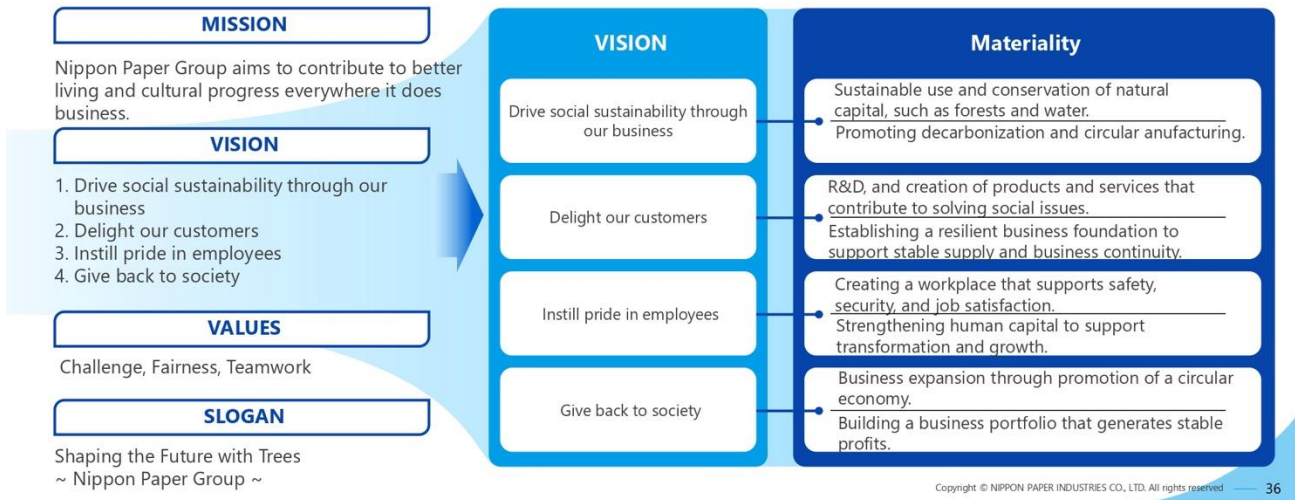 MISSION
Nippon Paper Group aims to contribute to better
living and cultural progress everywhere it does
business.
VISION
1. Drive social sustainability through our
business
2. Delight our customers
3. Instill pride in employees
4. Give back to society
VALUES
Challenge, Fairness, Teamwork
SLOGAN
Shaping the Future with Trees
~ Nippon Paper Group ~
VISION
Drive social sustainability through
our business
Delight our customers
Instill pride in employees
Give back to society
Materiality
Sustainable use and conservation of natural
capital, such as forests and water.
Promoting decarbonization and circular anufacturing.
R&D, and creation of products and services that
contribute to solving social issues.
Establishing a resilient business foundation to
support stable supply and business continuity.
Creating a workplace that supports safety,
security, and job satisfaction.
Strengthening human capital to support
transformation and growth.
Business expansion through promotion of a circular
economy.
Building a business portfolio that generates stable
profits.
Copyright © NIPPON PAPER INDUSTRIES CO., LTD. All rights reserved
36